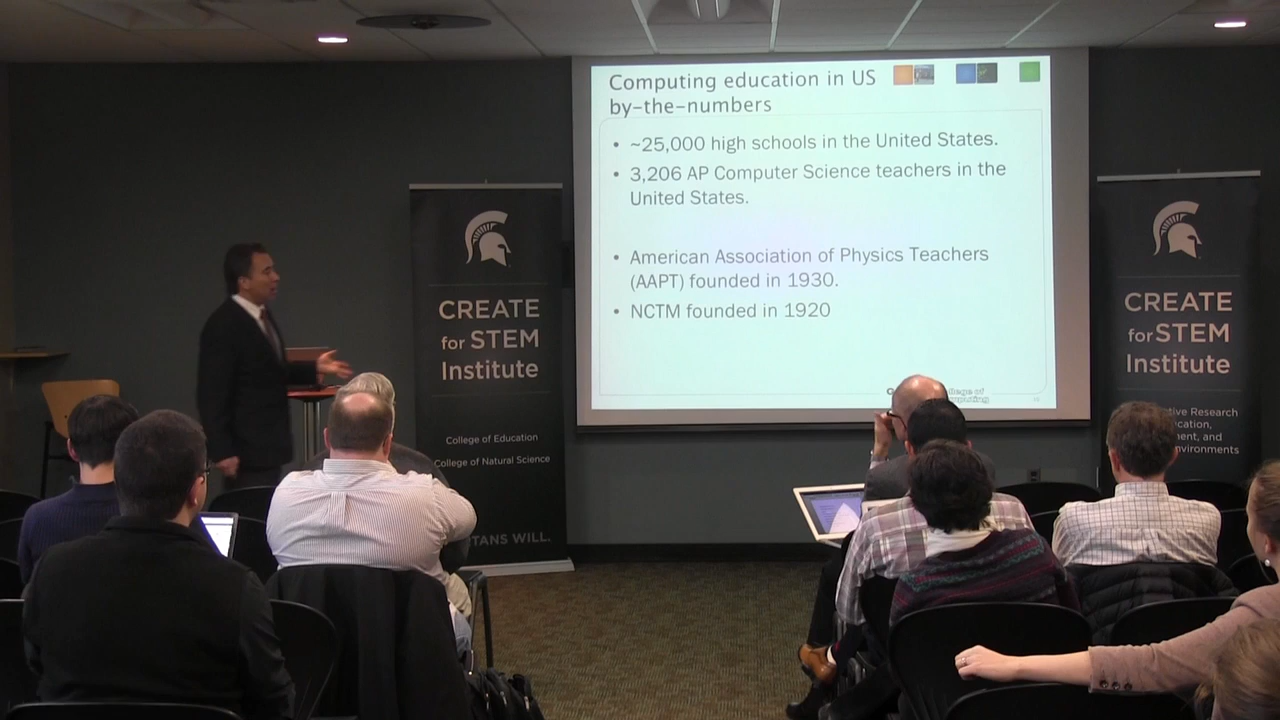 Computing education in US
by-the-numbers
• ~25,000 high schools in the United States.
• 3,206 AP Computer Science teachers in the
United States.
• American Association of Physics Teachers
(AAPT) founded in 1930.
• NCTM founded in 1920
CREATE
for STEM
Institute
College of Education
College of Natural Science
WILL.
CREATE
for STEM
Institute
Research